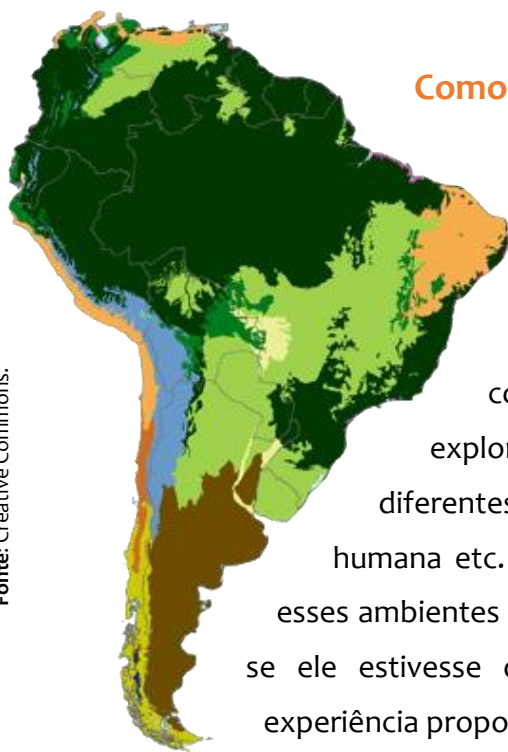 Como
Fonte: Creative Commons.
co
explor
diferentes
humana etc.
esses ambientes
se ele estivesse
experiência propo